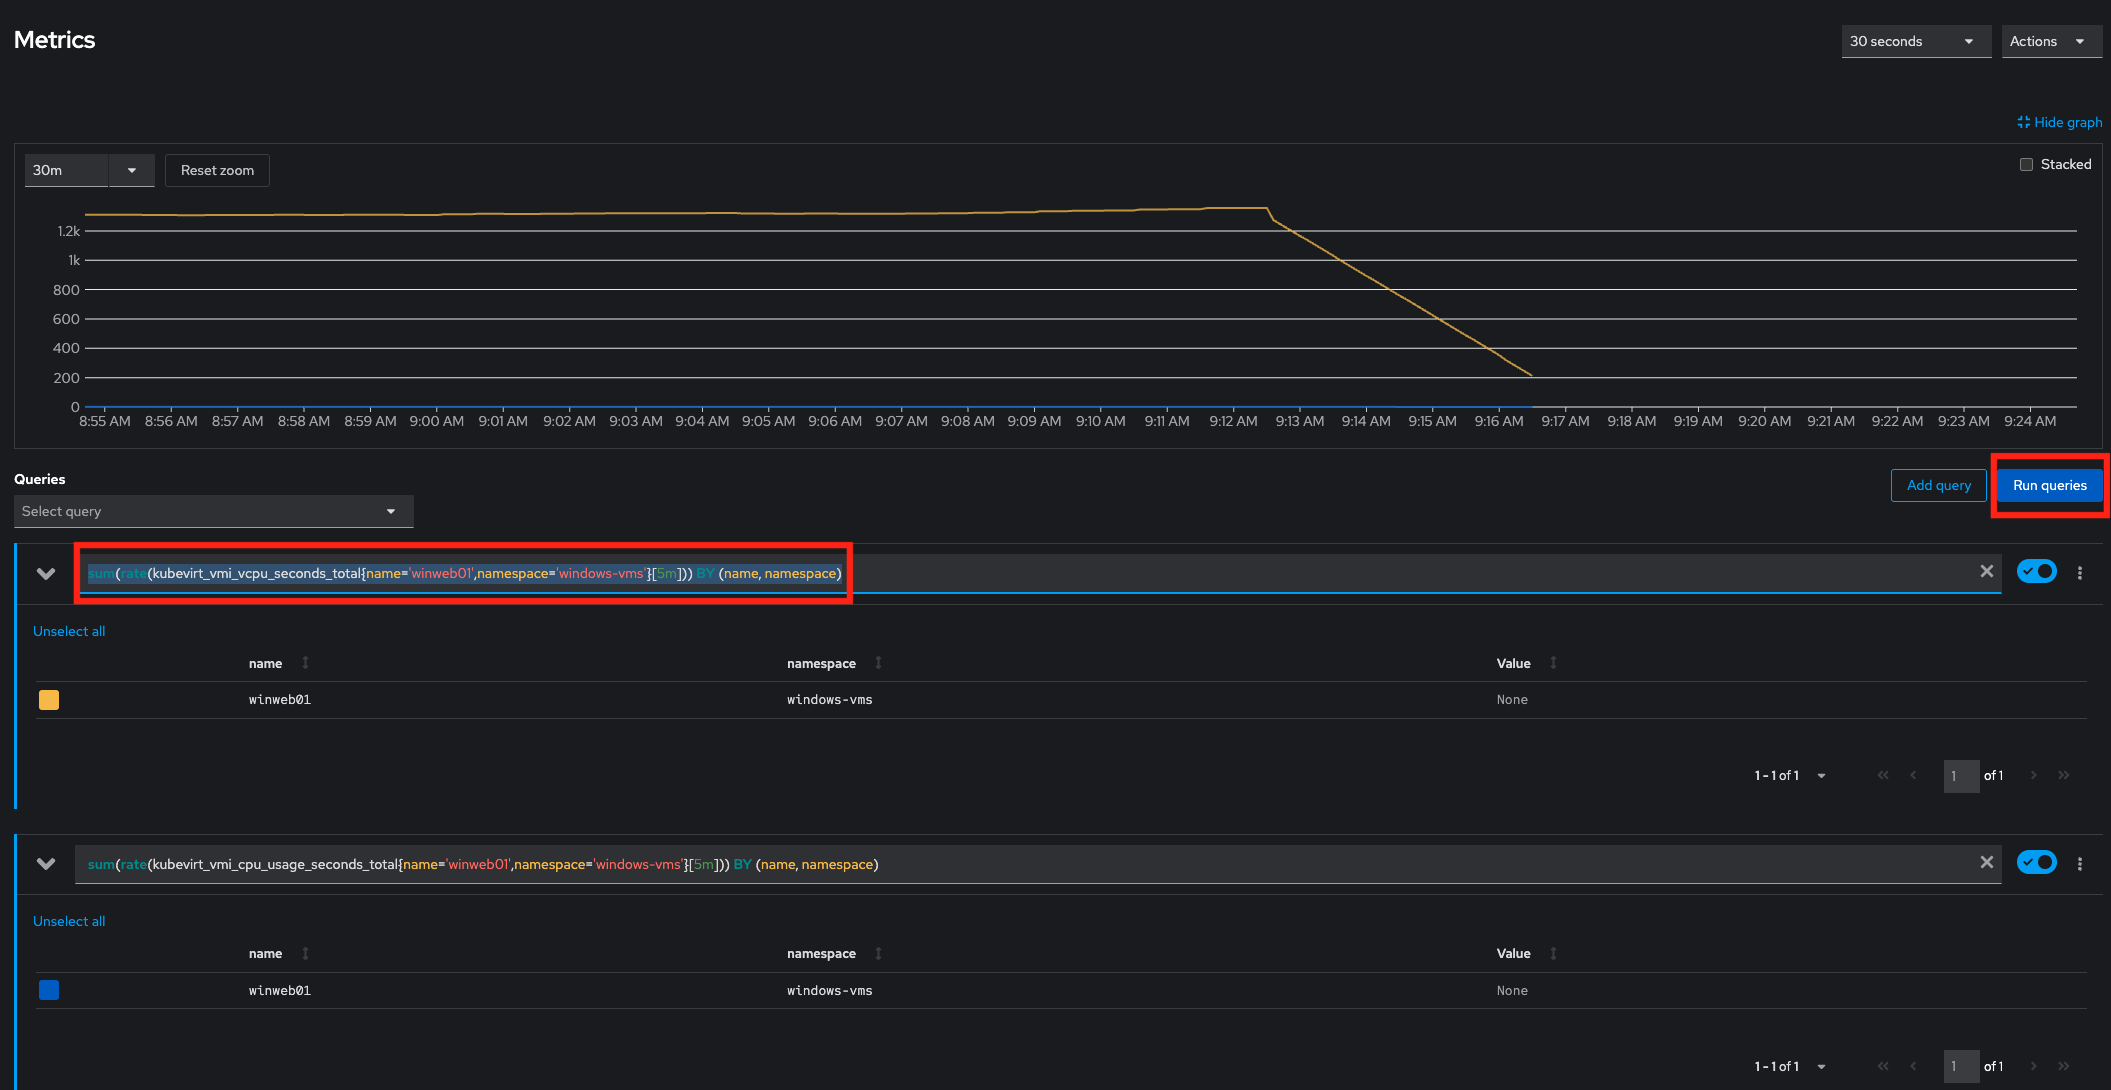 Metrics
30 seconds
Actions
Hide graph
30m
Reset zoom
Stacked
1.2k
1k
800
600
400
200
0
8:55 AM 8:56 AM 8:57 AM 8:58 AM 8:59 AM 9:00 AM 9:01 AM 9:02 AM 9:03 AM 9:04 AM 9:05 AM 9:06 AM 9:07 AM 9:08 AM 9:09 AM 9:10 AM 9:11 AM 9:12 AM 9:13 AM 9:14 AM 9:15 AM 9:16 AM 9:17 AM 9:18 AM 9:19 AM 9:20 AM 9:21 AM 9:22 AM 9:23 AM 9:24 AM
Queries
Add query
Run queries
Select query
sum(rate(kubevirt_vmi_vcpu_seconds_total{name='winweb01',namespace='windows-vms'}[5m])) BY (name, namespace)
Unselect all
name namespace Value
winweb01 windows-vms None
1 - 1 of 1 1 of 1
sum(rate(kubevirt_vmi_cpu_usage_seconds_total{name='winweb01',namespace='windows-vms'}[5m])) BY (name, namespace)
Unselect all
name namespace Value
winweb01 windows-vms None
1 - 1 of 1 1 of 1